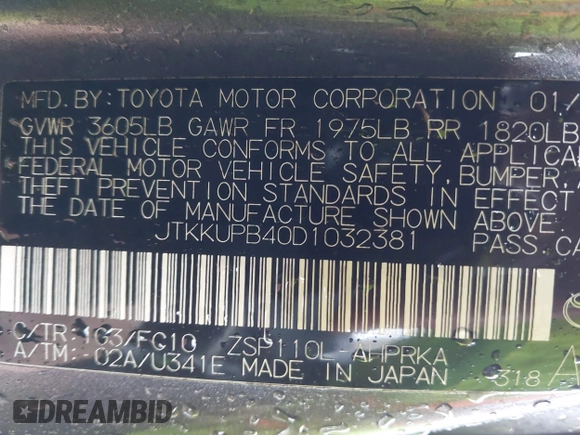 MFD.BY:TOYOTA MOTOR CORPORATION 01/
GVWR 3605LB GAWR FR 1975LB RR 1820LB
THIS VEHICLE CONFORMS TO ALL APPLICA
FEDERAL MOTOR VEHICLE SAFETY,BUMPER,
THEFT PREVENTION STANDARDS IN EFFECT
THE DATE OF MANUFACTURE SHOWN ABOVE.
JTKKUPB40D1032381 PASS.CA
C/TR:1G3/FC10 ZSP110L-AHPRKA
A/TM: 02A/U341E MADE IN JAPAN 318 A
DREAMBID